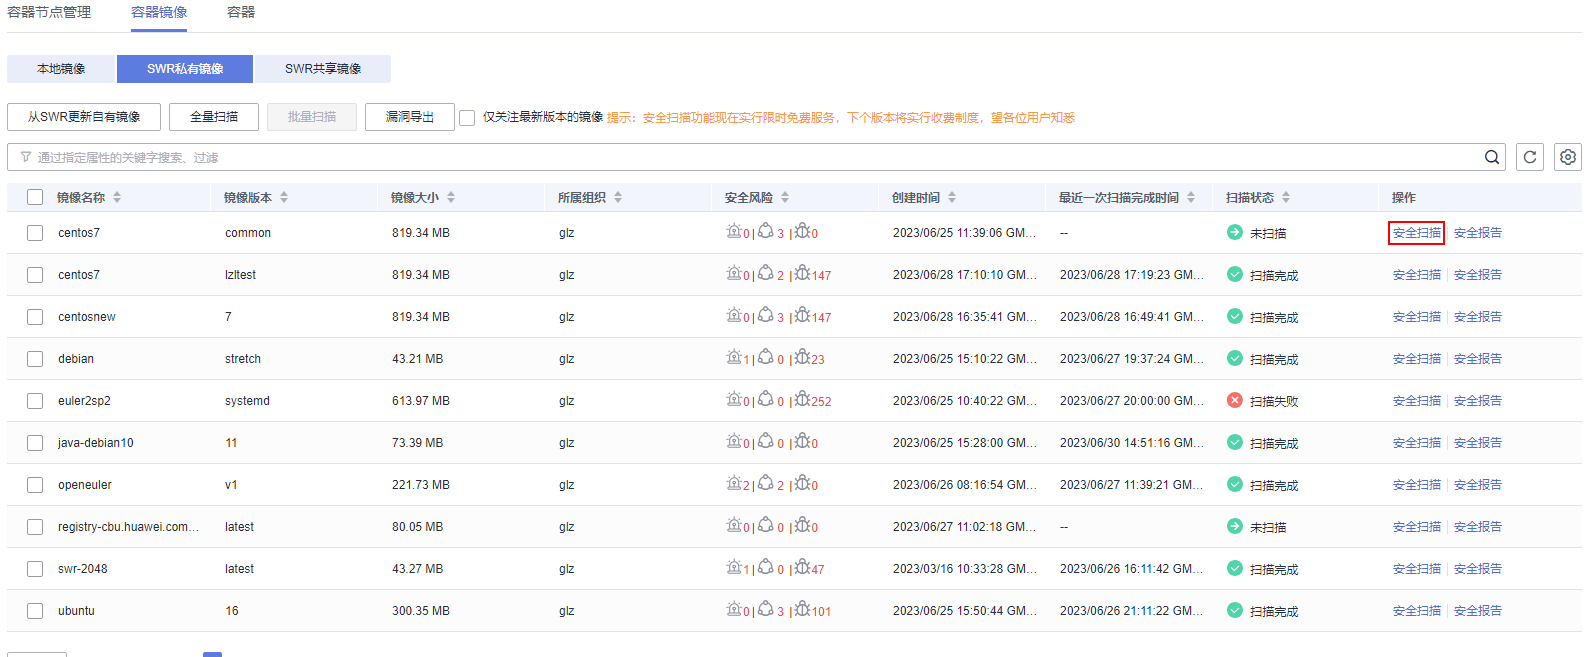 容器节点管理 容器镜像 容器
本地镜像 SWR私有镜像 SWR共享镜像
从SWR更新自有镜像 全量扫描 批量扫描 漏洞导出 仅关注最新版本的镜像 提示：安全扫描功能现在实行限时免费服务，下个版本将实行收费制度，望各位用户知悉
通过指定属性的关键字搜索、过滤
镜像名称 镜像版本 镜像大小 所属组织 安全风险 创建时间 最近一次扫描完成时间 扫描状态 操作
centos7 common 819.34 MB glz 0 | 3 | 0 2023/06/25 11:39:06 GM... -- 未扫描 安全扫描 安全报告
centos7 lzltest 819.34 MB glz 0 | 2 | 147 2023/06/28 17:10:10 GM... 2023/06/28 17:19:23 GM... 扫描完成 安全扫描 安全报告
centosnew 7 819.34 MB glz 0 | 3 | 147 2023/06/28 16:35:41 GM... 2023/06/28 16:49:41 GM... 扫描完成 安全扫描 安全报告
debian stretch 43.21 MB glz 1 | 0 | 23 2023/06/25 15:10:22 GM... 2023/06/27 19:37:24 GM... 扫描完成 安全扫描 安全报告
euler2sp2 systemd 613.97 MB glz 0 | 0 | 252 2023/06/25 10:40:22 GM... 2023/06/27 20:00:00 GM... 扫描失败 安全扫描 安全报告
java-debian10 11 73.39 MB glz 0 | 0 | 0 2023/06/25 15:28:00 GM... 2023/06/30 14:51:16 GM... 扫描完成 安全扫描 安全报告
openeuler v1 221.73 MB glz 2 | 2 | 0 2023/06/26 08:16:54 GM... 2023/06/27 11:39:21 GM... 扫描完成 安全扫描 安全报告
registry-cbu.huawei.com... latest 80.05 MB glz 0 | 0 | 0 2023/06/27 11:02:18 GM... -- 未扫描 安全扫描 安全报告
swr-2048 latest 43.27 MB glz 1 | 0 | 47 2023/03/16 10:33:28 GM... 2023/06/26 16:11:42 GM... 扫描完成 安全扫描 安全报告
ubuntu 16 300.35 MB glz 0 | 3 | 101 2023/06/25 15:50:44 GM... 2023/06/26 21:11:22 GM... 扫描完成 安全扫描 安全报告